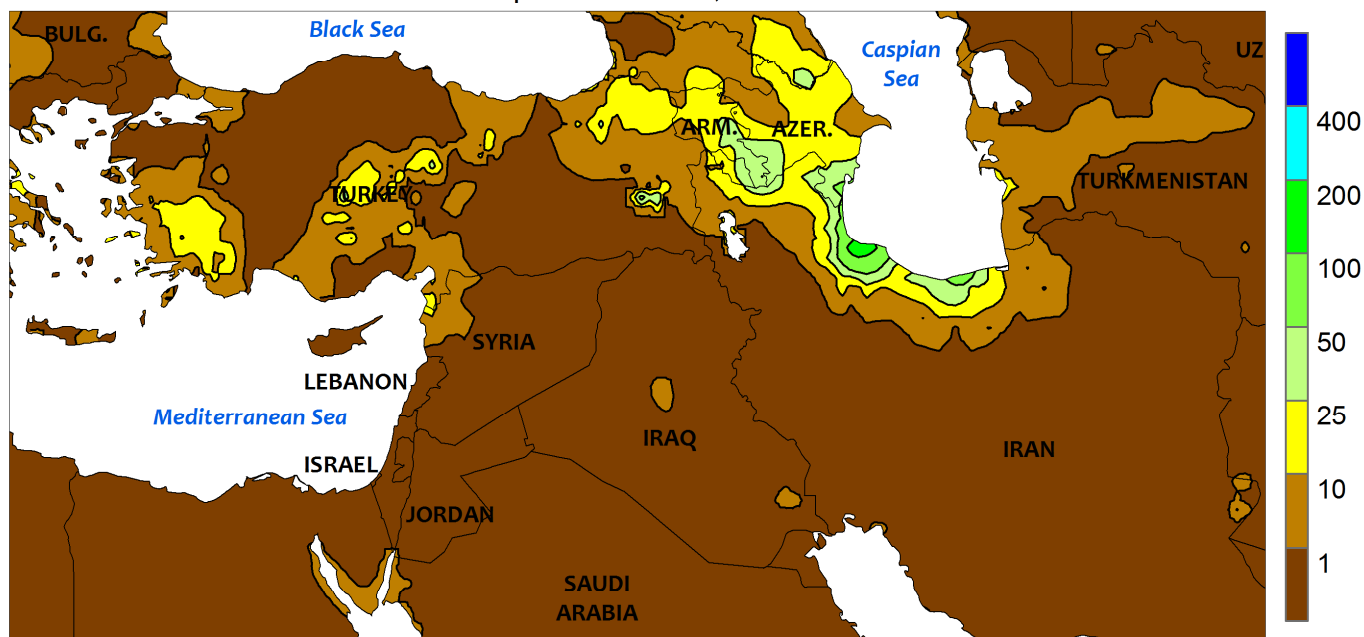 BULG.
Black Sea
Caspian
Sea
UZ
400
ARM.
AZER.
TURKEY
TURKMENISTAN
200
100
SYRIA
50
LEBANON
Mediterranean Sea
25
IRAQ
IRAN
ISRAEL
10
JORDAN
1
SAUDI
ARABIA